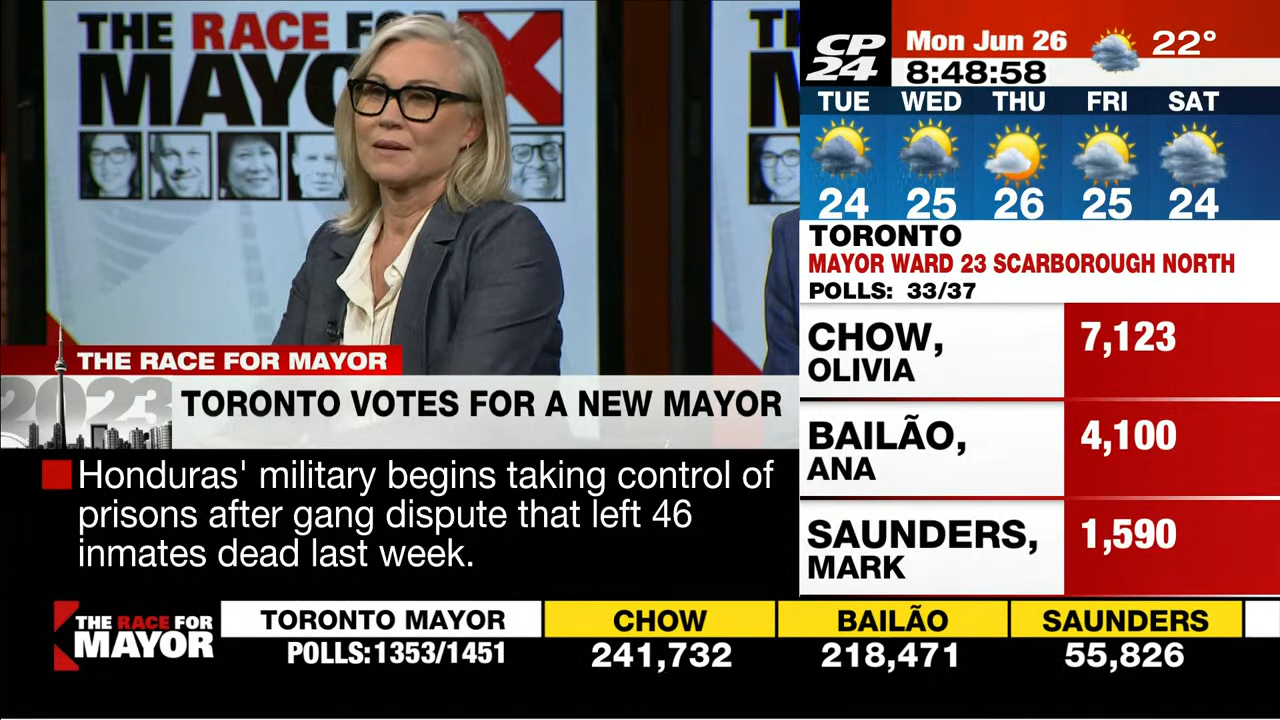 THE RACE FOR
MAYO
TH
M
CP
24
Mon Jun 26
22°
8:48:58
TUE WED THU FRI SAT
24 25 26 25 24
TORONTO
MAYOR WARD 23 SCARBOROUGH NORTH
POLLS: 33/37
CHOW,
OLIVIA
7,123
BAILÃO,
ANA
4,100
SAUNDERS,
MARK
1,590
THE RACE FOR MAYOR
2023
TORONTO VOTES FOR A NEW MAYOR
Honduras' military begins taking control of
prisons after gang dispute that left 46
inmates dead last week.
THE RACE FOR
MAYOR
TORONTO MAYOR
POLLS:1353/1451
CHOW
241,732
BAILÃO
218,471
SAUNDERS
55,826